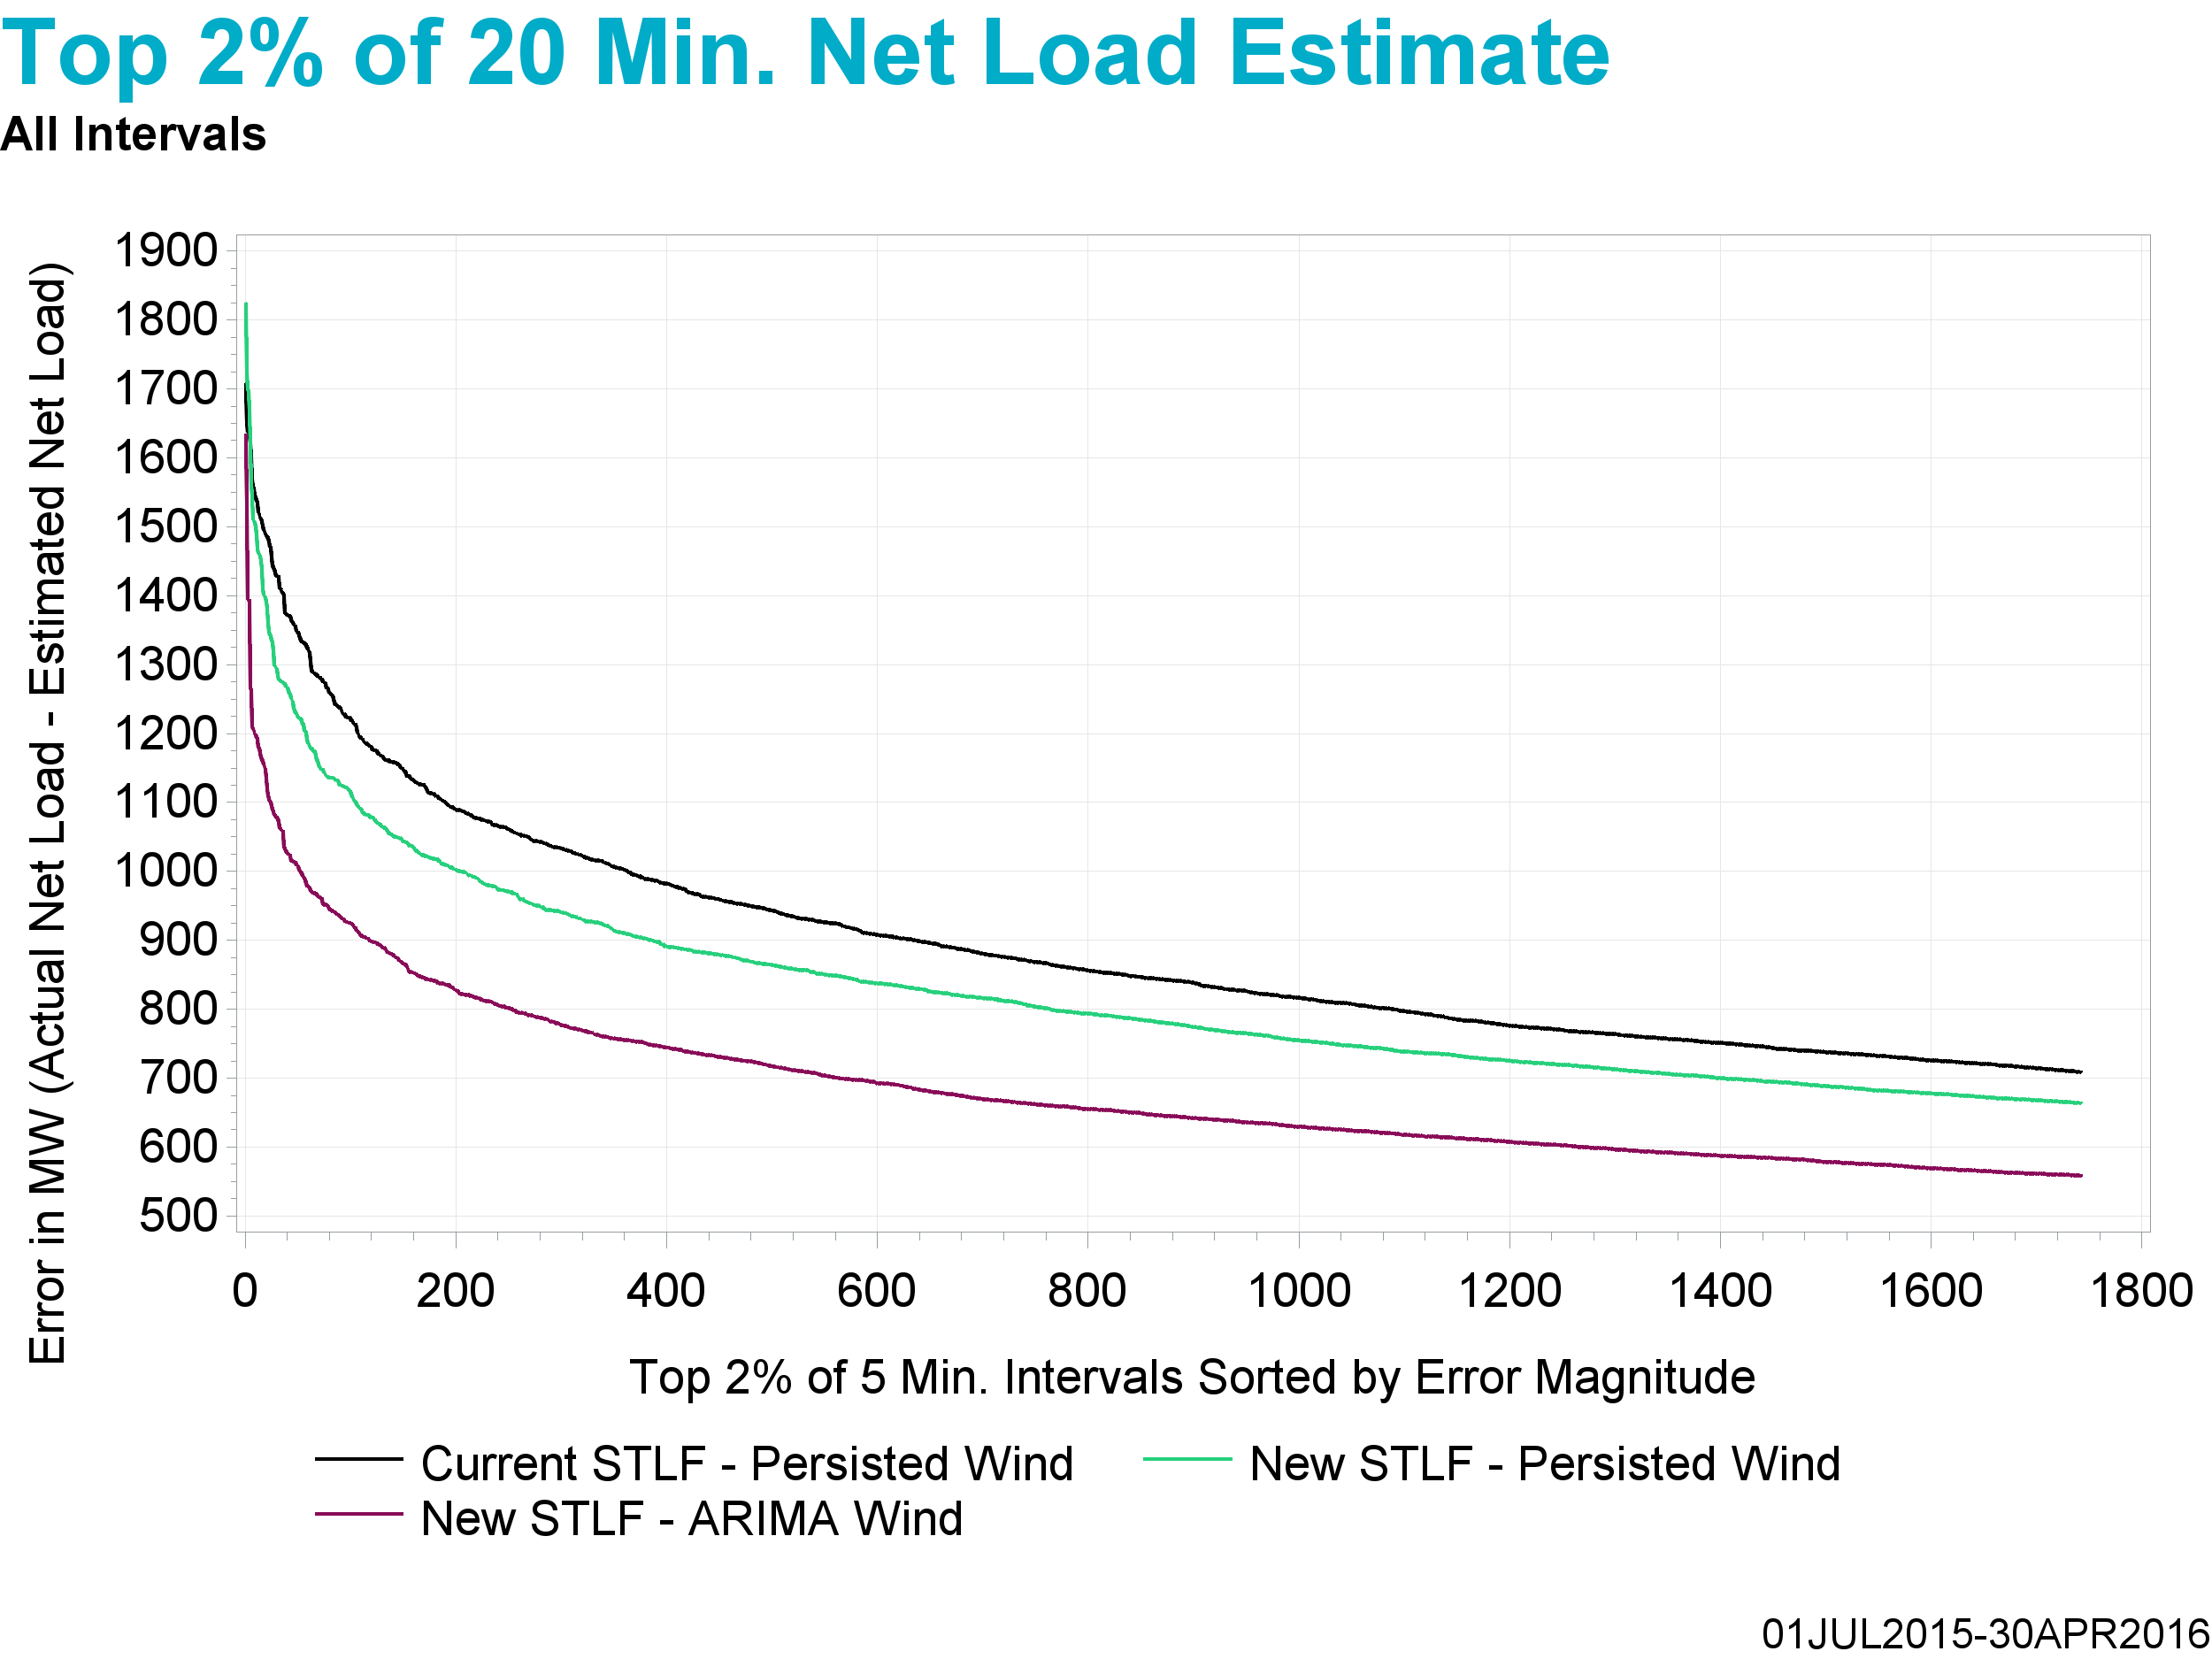 Top 2% of 20 Min. Net Load Estimate
All Intervals
Error in MW (Actual Net Load - Estimated Net Load)
1900
1800
1700
1600
1500
1400
1300
1200
1100
1000
900
800
700
600
500
0 200 400 600 800 1000 1200 1400 1600 1800
Top 2% of 5 Min. Intervals Sorted by Error Magnitude
Current STLF - Persisted Wind New STLF - Persisted Wind
New STLF - ARIMA Wind
01JUL2015-30APR2016